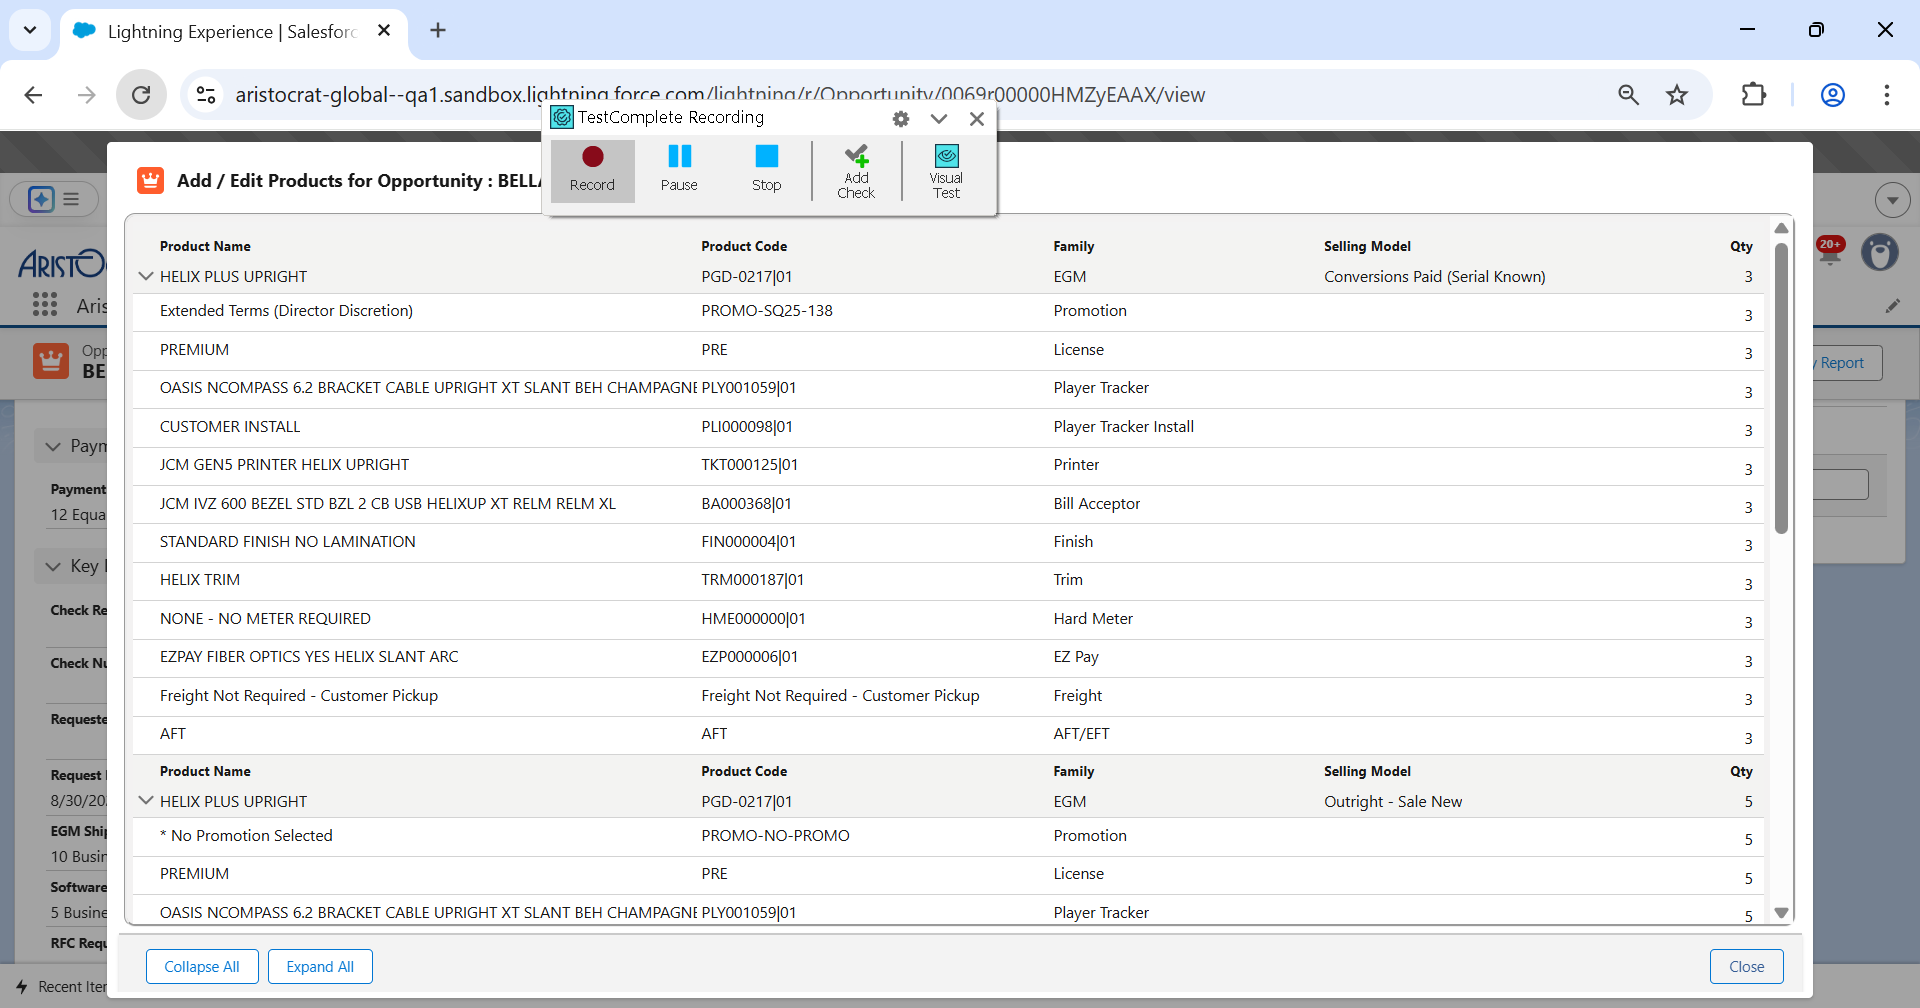 Lightning Experience | Salesforc
aristocrat-global--qa1.sandbox.lightning.force.com/lightning/r/Opportunity/0069r00000HMZyEAAX/view
TestComplete Recording
Record
Pause
Stop
Add Check
Visual Test
Add / Edit Products for Opportunity : BELL
Product Name Product Code Family Selling Model Qty
HELIX PLUS UPRIGHT PGD-0217|01 EGM Conversions Paid (Serial Known) 3
Extended Terms (Director Discretion) PROMO-SQ25-138 Promotion 3
PREMIUM PRE License 3
OASIS NCOMPASS 6.2 BRACKET CABLE UPRIGHT XT SLANT BEH CHAMPAGNE PLY001059|01 Player Tracker 3
CUSTOMER INSTALL PLI000098|01 Player Tracker Install 3
JCM GEN5 PRINTER HELIX UPRIGHT TKT000125|01 Printer 3
JCM IVZ 600 BEZEL STD BZL 2 CB USB HELIXUP XT RELM RELM XL BA000368|01 Bill Acceptor 3
STANDARD FINISH NO LAMINATION FIN000004|01 Finish 3
HELIX TRIM TRM000187|01 Trim 3
NONE - NO METER REQUIRED HME000000|01 Hard Meter 3
EZPAY FIBER OPTICS YES HELIX SLANT ARC EZP000006|01 EZ Pay 3
Freight Not Required - Customer Pickup Freight Not Required - Customer Pickup Freight 3
AFT AFT AFT/EFT 3
Product Name Product Code Family Selling Model Qty
HELIX PLUS UPRIGHT PGD-0217|01 EGM Outright - Sale New 5
* No Promotion Selected PROMO-NO-PROMO Promotion 5
PREMIUM PRE License 5
OASIS NCOMPASS 6.2 BRACKET CABLE UPRIGHT XT SLANT BEH CHAMPAGNE PLY001059|01 Player Tracker 5
Collapse All
Expand All
Close
ARISTO
Aris
Opp
BE
Paym
Payment
12 Equa
Key
Check Re
Check Nu
Requeste
Request
8/30/20
EGM Ship
10 Busin
Software
5 Busine
RFC Requ
Recent Iter
20+
y Report